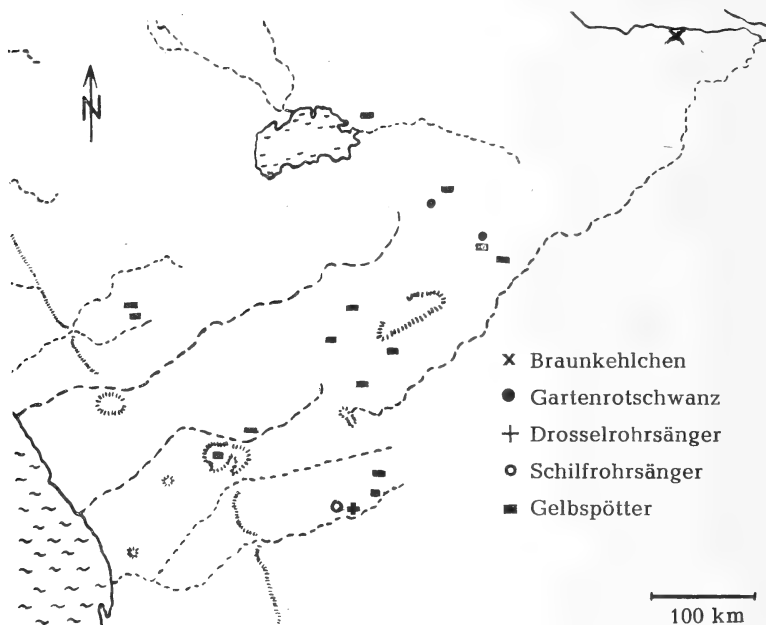 N
× Braunkehlchen
● Gartenrotschwanz
+ Drosselrohrsänger
o Schilfrohrsänger
■ Gelbspötter
100 km